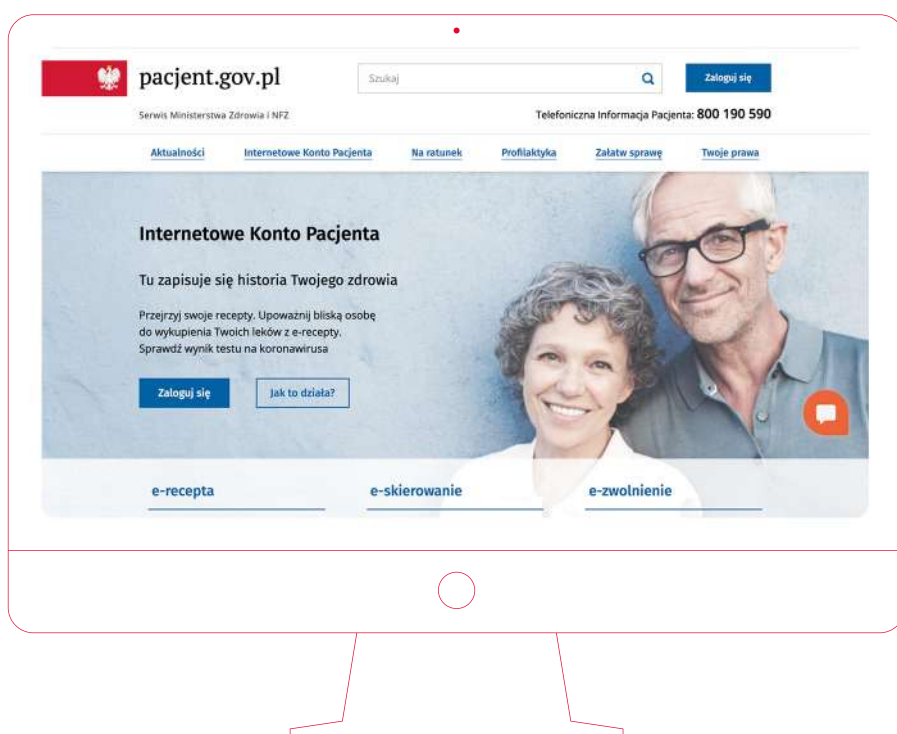 pacjent.gov.pl
Szukaj
Zaloguj się
Serwis Ministerstwa Zdrowia i NFZ
Telefoniczna Informacja Pacjenta: 800 190 590
Aktualności
Internetowe Konto Pacjenta
Na ratunek
Profilaktyka
Załatw sprawę
Twoje prawa
Internetowe Konto Pacjenta
Tu zapisuje się historia Twojego zdrowia
Przejrzyj swoje recepty. Upoważnij bliską osobę
do wykupienia Twoich leków z e-recepty.
Sprawdź wynik testu na koronawirusa
Zaloguj się
Jak to działa?
e-recepta
e-skierowanie
e-zwolnienie